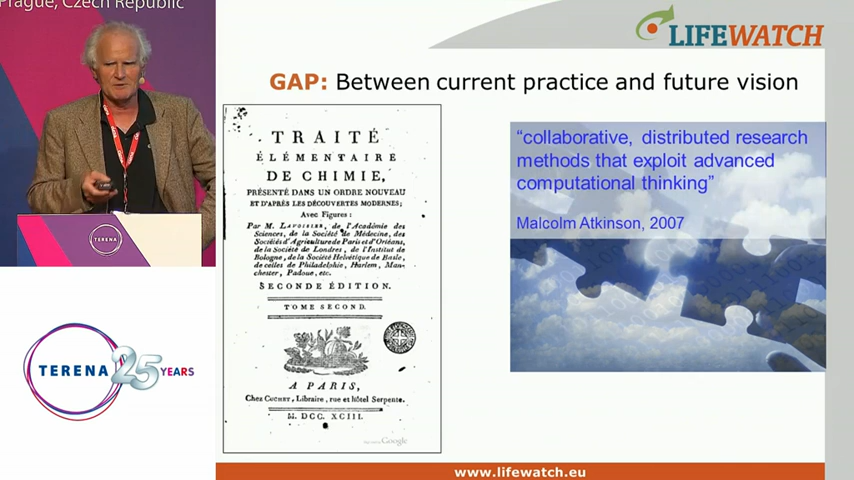 Prague, Czech Republic
TERENA
TERENA 25 YEARS
LIFEWATCH
GAP: Between current practice and future vision
TRAITÉ
ÉLÉMENTAIRE
DE CHIMIE,
PRÉSENTÉ DANS UN ORDRE NOUVEAU
ET D'APRÈS LES DÉCOUVERTES MODERNES;
Avec Figures:
Par M. LAVOISIER, de l'Académie des
Sciences, de la Société de Médecine, des
Sociétés d'Agriculture de Paris et d'Orléans,
de la Société de Londres, de l'Institut de
Bologne, de la Société Helvétique de Basle,
de celles de Philadelphie, Harlem, Man-
chester, Padoue, etc.
SECONDE ÉDITION.
TOME SECOND.
A PARIS,
Chez CUCHET, Libraire, rue et hôtel Serpente.
M. DCC. XCIII.
Google
“collaborative, distributed research
methods that exploit advanced
computational thinking”
Malcolm Atkinson, 2007
www.lifewatch.eu